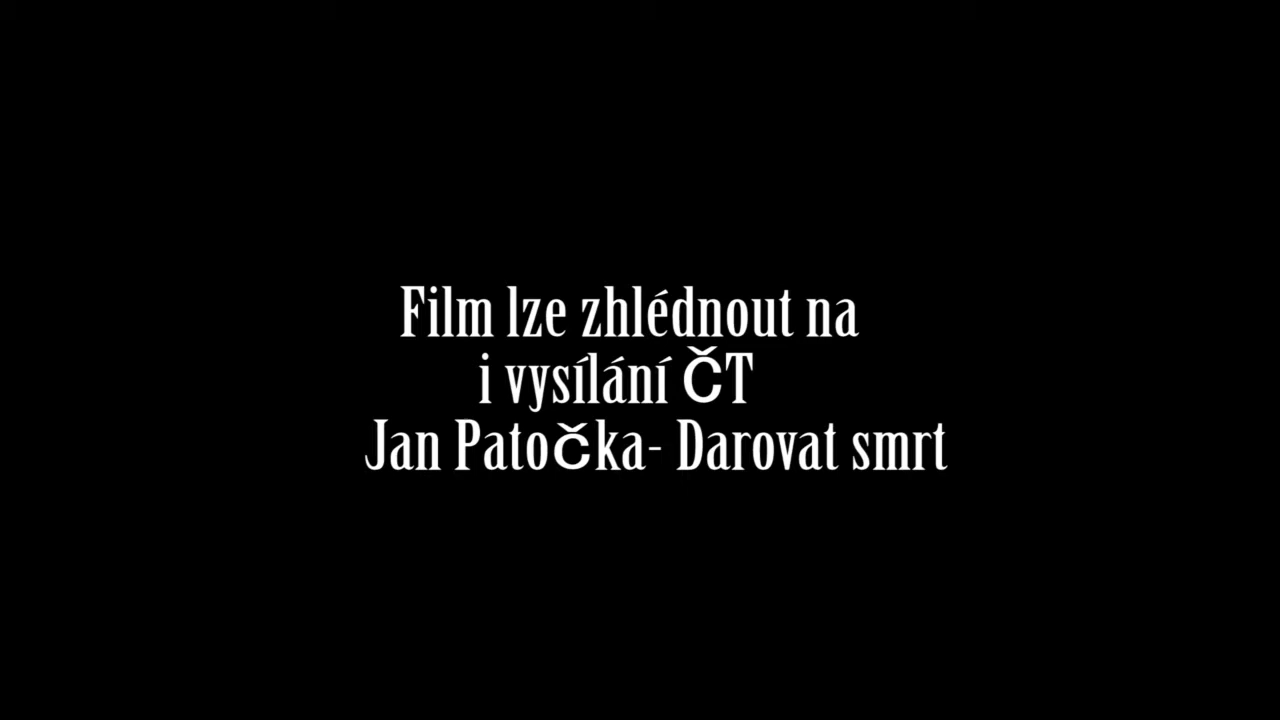 Film lze zhlédnout na
i vysílání ČT
Jan Patočka- Darovat smrt